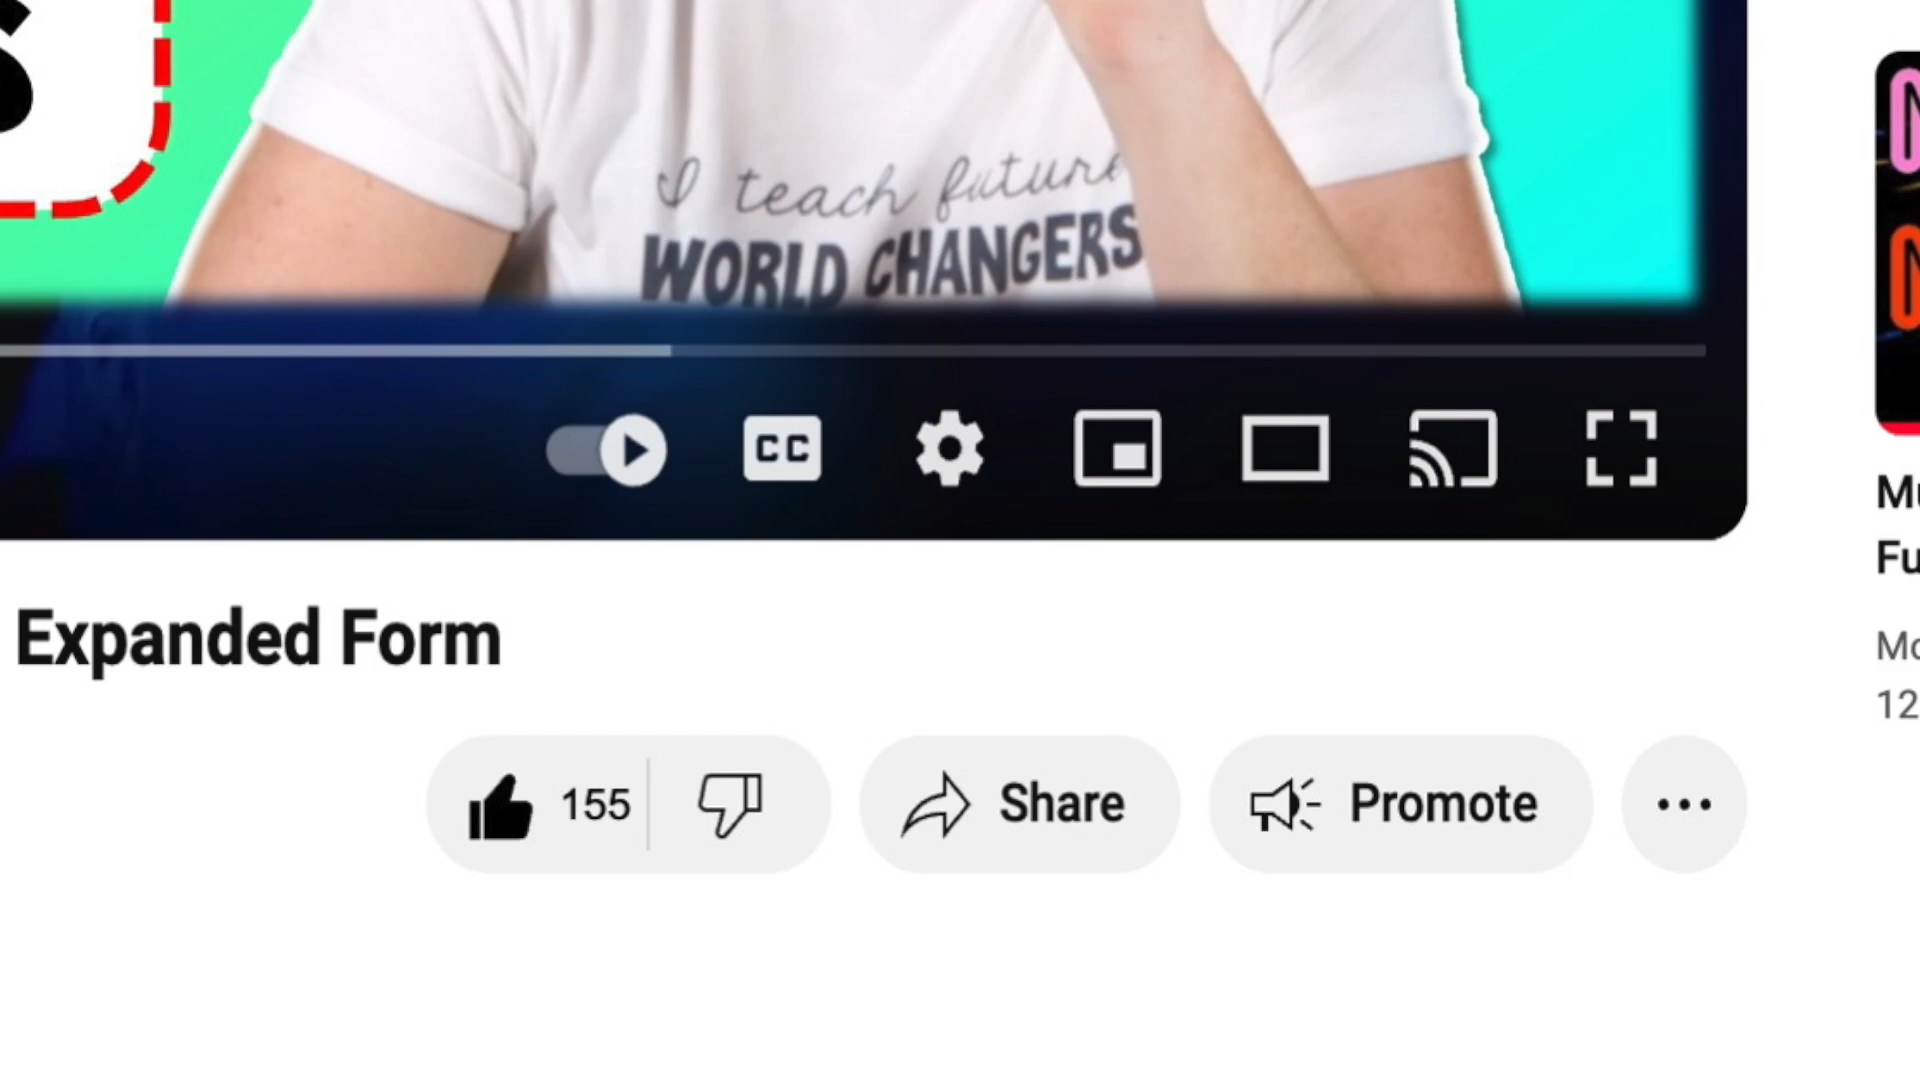 I teach future
WORLD CHANGERS
CC
Expanded Form
155
Share
Promote